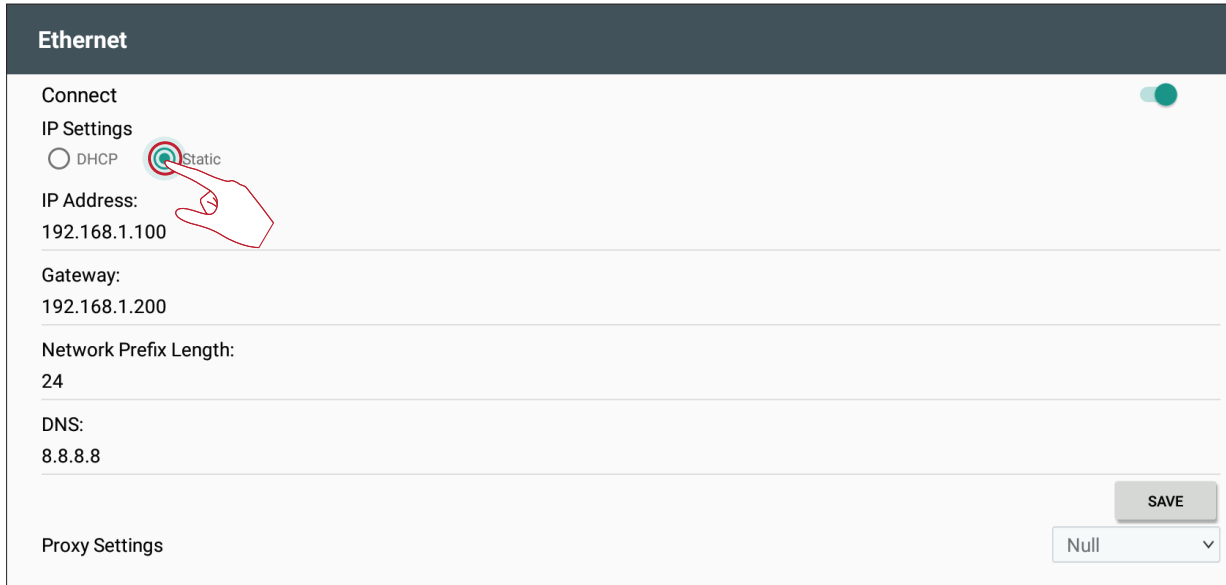 Ethernet
Connect
IP Settings
DHCP Static
IP Address:
192.168.1.100
Gateway:
192.168.1.200
Network Prefix Length:
24
DNS:
8.8.8.8
SAVE
Proxy Settings Null